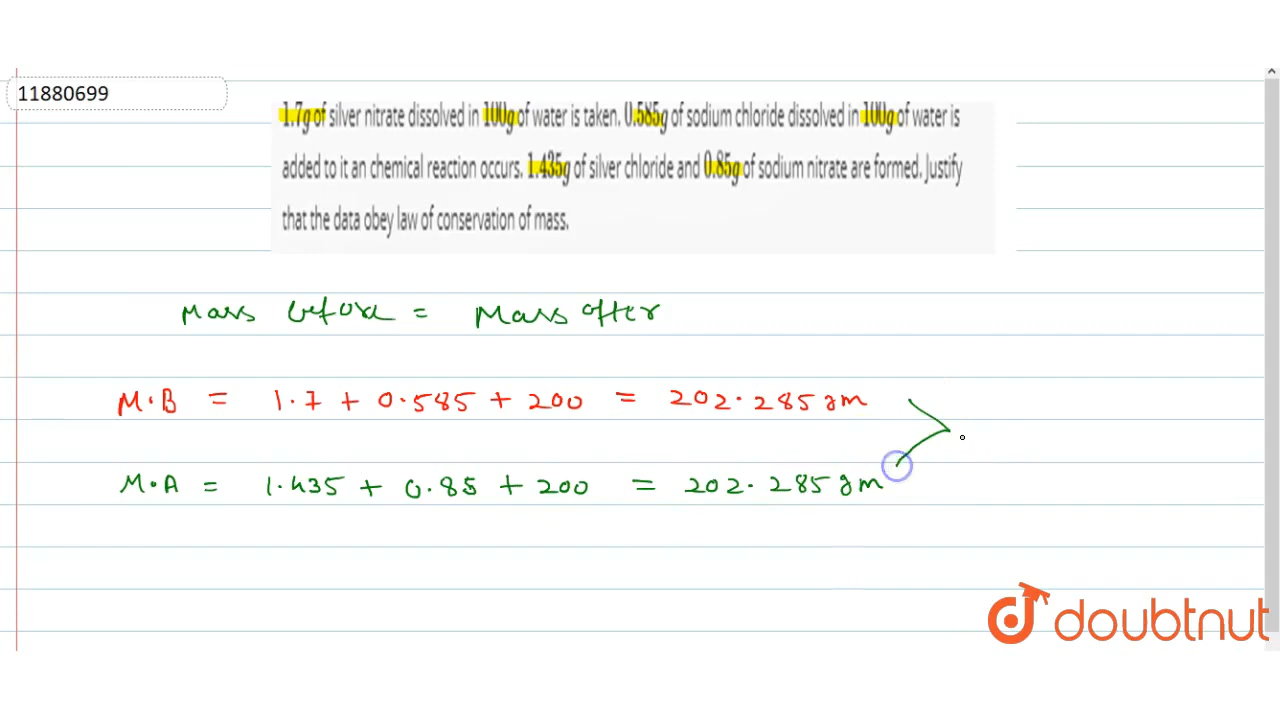 11880699
1.7g of silver nitrate dissolved in 100g of water is taken. 0.585g of sodium chloride dissolved in 100g of water is
added to it an chemical reaction occurs. 1.435g of silver chloride and 0.85g of sodium nitrate are formed. Justify
that the data obey law of conservation of mass.
Mass before = Mass after
M.B = 1.7 + 0.585 + 200 = 202.285 gm
M.A = 1.435 + 0.85 + 200 = 202.285 gm
doubtnut